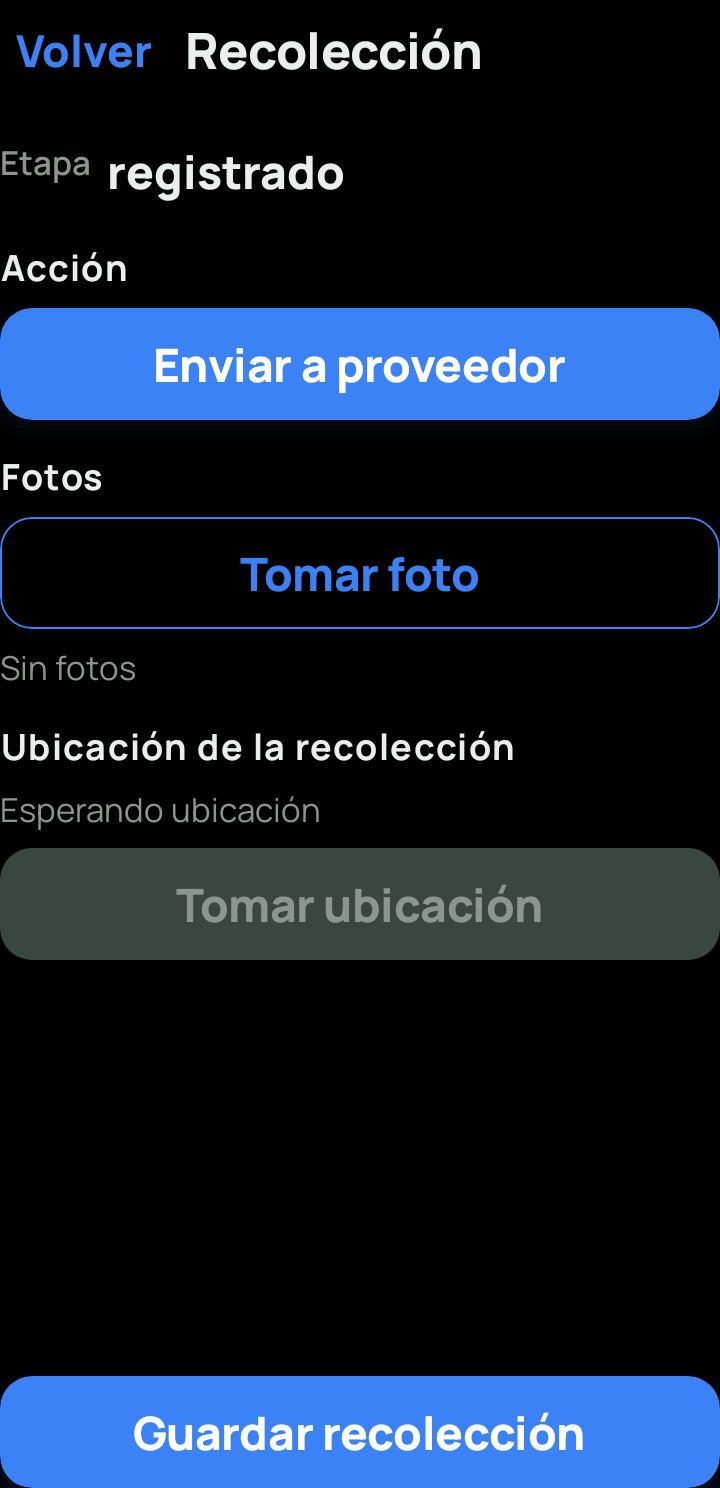 Volver Recolección
Etapa registrado
Acción
Enviar a proveedor
Fotos
Tomar foto
Sin fotos
Ubicación de la recolección
Esperando ubicación
Tomar ubicación
Guardar recolección